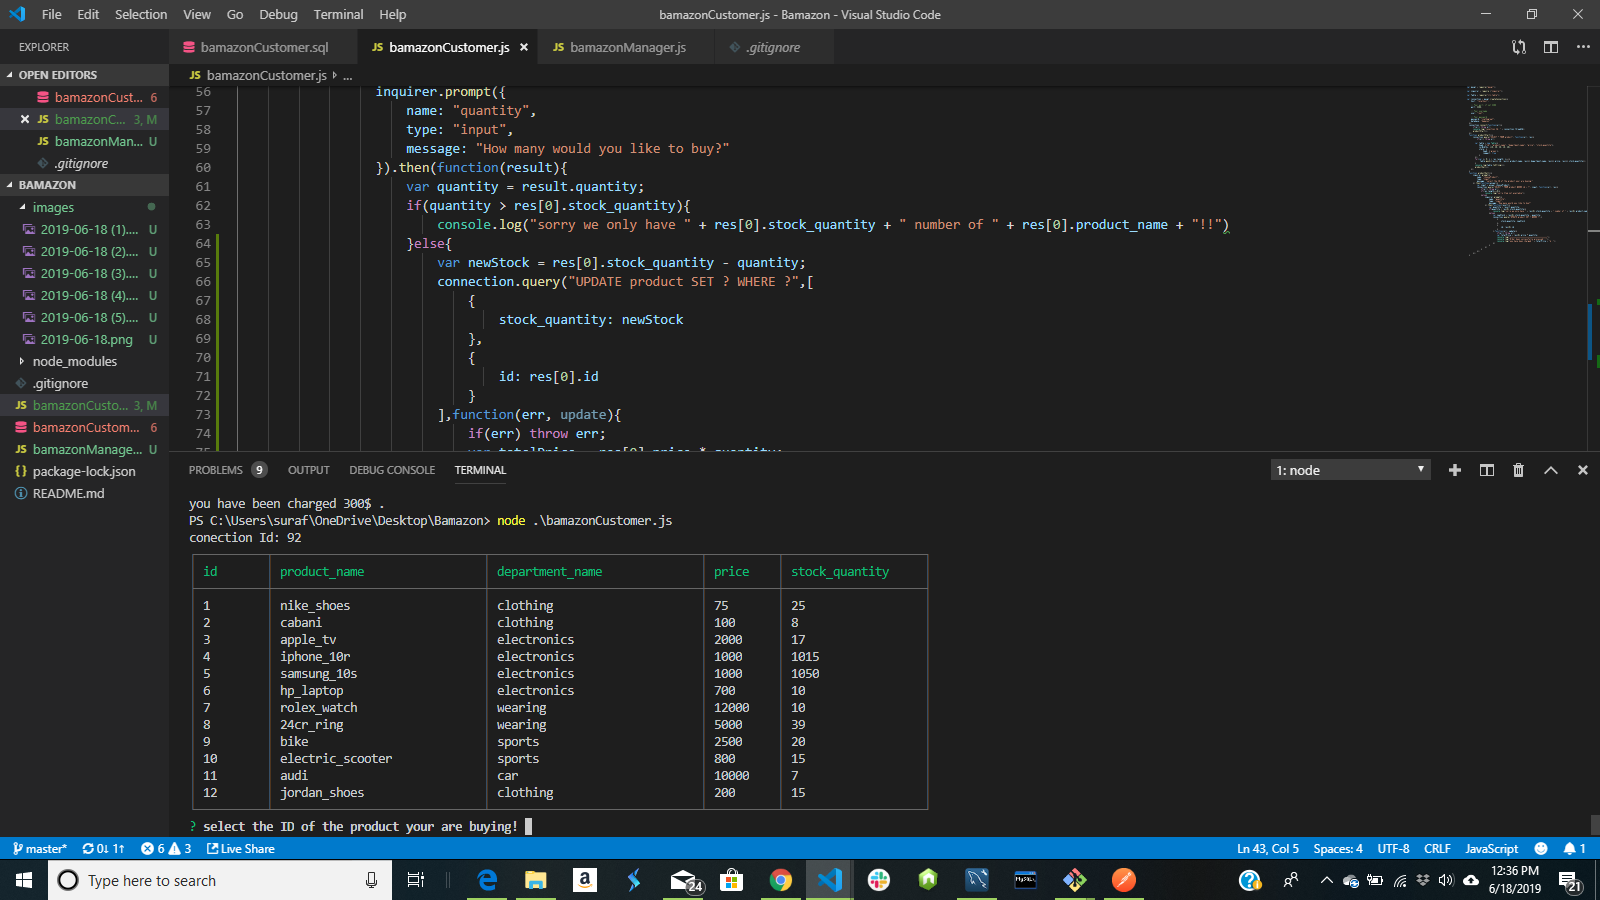 File Edit Selection View Go Debug Terminal Help
bamazonCustomer.js - Bamazon - Visual Studio Code
EXPLORER
bamazonCustomer.sql
JS bamazonCustomer.js ×
JS bamazonManager.js
.gitignore
OPEN EDITORS
bamazonCust... 6
× JS bamazonC... 3, M
JS bamazonMan... U
.gitignore
BAMAZON
images
2019-06-18 (1).... U
2019-06-18 (2).... U
2019-06-18 (3).... U
2019-06-18 (4).... U
2019-06-18 (5).... U
2019-06-18.png U
node_modules
.gitignore
JS bamazonCusto... 3, M
bamazonCustom... 6
JS bamazonManage... U
{} package-lock.json
README.md
JS bamazonCustomer.js ▸ ...
56 inquirer.prompt({
57 name: "quantity",
58 type: "input",
59 message: "How many would you like to buy?"
60 }).then(function(result){
61 var quantity = result.quantity;
62 if(quantity > res[0].stock_quantity){
63 console.log("sorry we only have " + res[0].stock_quantity + " number of " + res[0].product_name + "!!")
64 }else{
65 var newStock = res[0].stock_quantity - quantity;
66 connection.query("UPDATE product SET ? WHERE ?",[
67 {
68 stock_quantity: newStock
69 },
70 {
71 id: res[0].id
72 }
73 ],function(err, update){
74 if(err) throw err;
75 var totalPrice = res[0].price * quantity;
PROBLEMS 9 OUTPUT DEBUG CONSOLE TERMINAL
1: node
you have been charged 300$ .
PS C:\Users\suraf\OneDrive\Desktop\Bamazon> node .\bamazonCustomer.js
conection Id: 92
id product_name department_name price stock_quantity
1 nike_shoes clothing 75 25
2 cabani clothing 100 8
3 apple_tv electronics 2000 17
4 iphone_10r electronics 1000 1015
5 samsung_10s electronics 1000 1050
6 hp_laptop electronics 700 10
7 rolex_watch wearing 12000 10
8 24cr_ring wearing 5000 39
9 bike sports 2500 20
10 electric_scooter sports 800 15
11 audi car 10000 7
12 jordan_shoes clothing 200 15
? select the ID of the product your are buying!
master* 0↓ 1↑ 6 3 Live Share
Ln 43, Col 5 Spaces: 4 UTF-8 CRLF JavaScript 1
Type here to search
24
MySQL
12:36 PM
6/18/2019
21